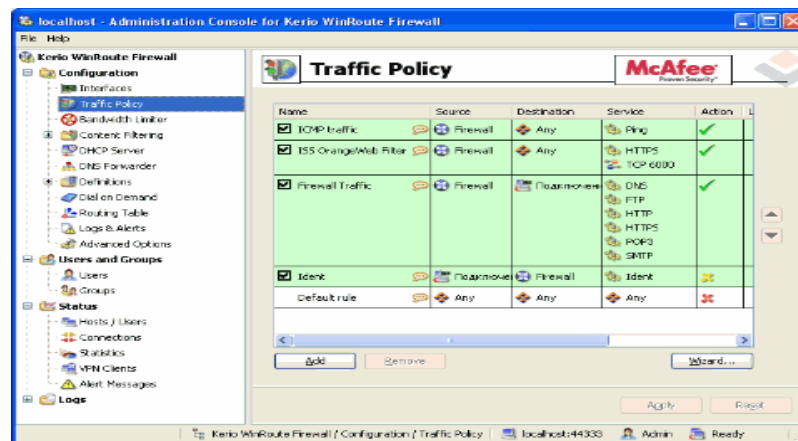 localhost - Administration Console for Kerio WinRoute Firewall
File Help
Kerio WinRoute Firewall
Configuration
Interfaces
Traffic Policy
Bandwidth Limiter
Content Filtering
DHCP Server
DNS Forwarder
Definitions
Dial on Demand
Routing Table
Logs & Alerts
Advanced Options
Users and Groups
Users
Groups
Status
Hosts / Users
Connections
Statistics
VPN Clients
Alert Messages
Logs
Traffic Policy
McAfee
Proven Security
Name Source Destination Service Action L
ICMP traffic Firewall Any Ping
ISS OrangeWeb Filter Firewall Any HTTPS
TCP 6000
Firewall Traffic Firewall Подключен DNS
FTP
HTTP
HTTPS
POP3
SMTP
Ident Подключе Firewall Ident
Default rule Any Any Any
Add Remove Wizard...
Apply Reset
Kerio WinRoute Firewall / Configuration / Traffic Policy localhost:44333 Admin Ready